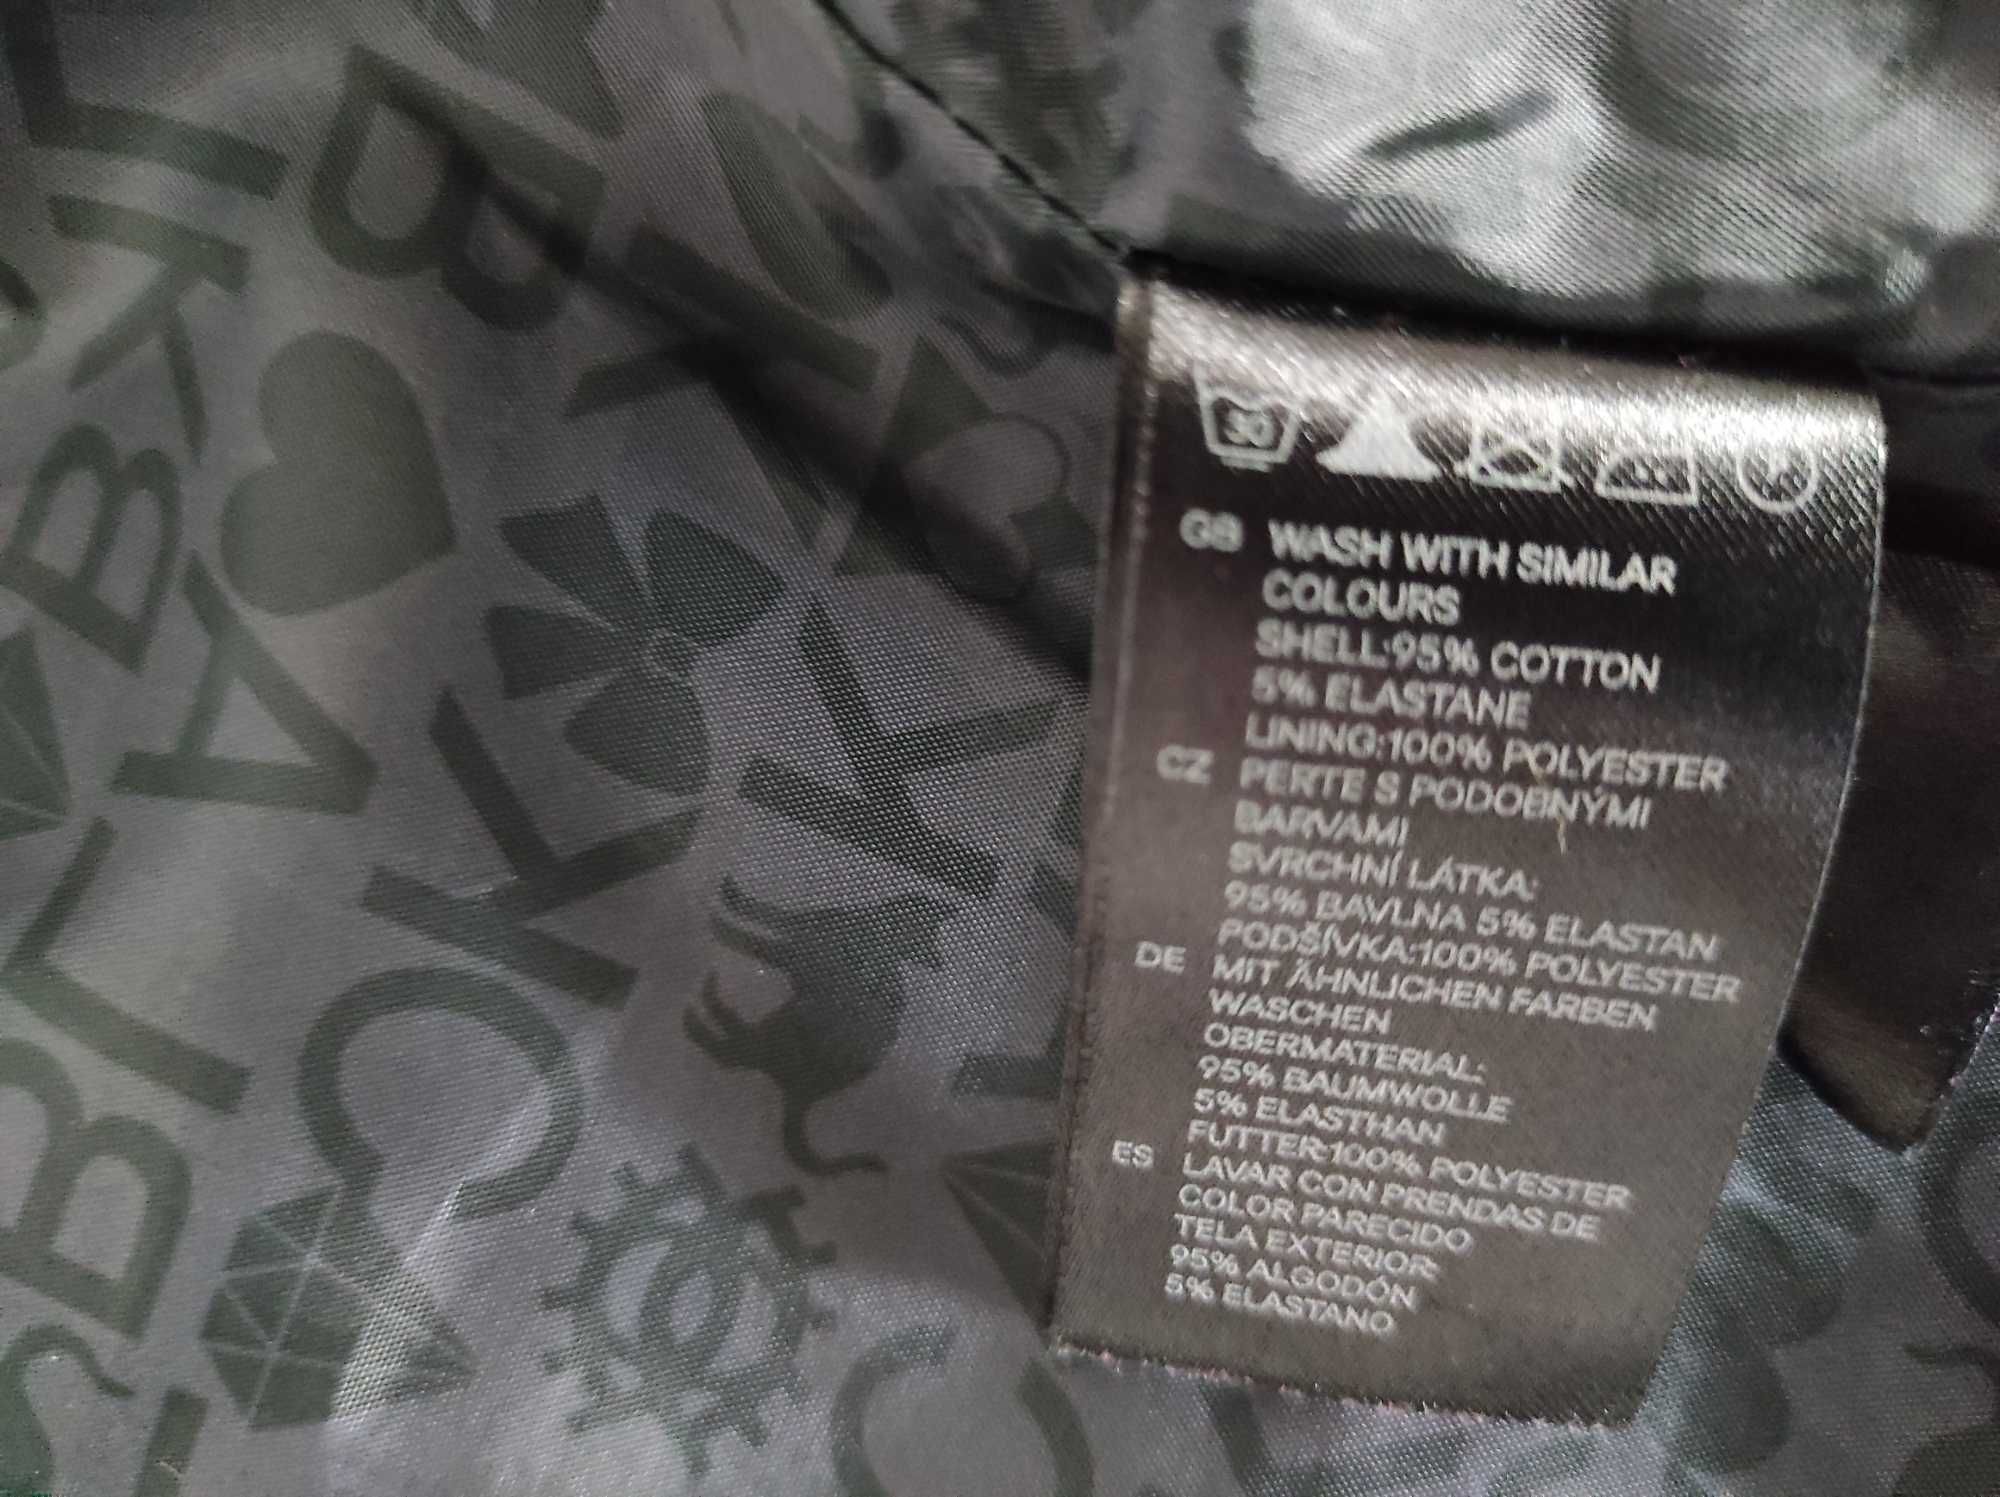 30
GB WASH WITH SIMILAR
COLOURS
SHELL:95% COTTON
5% ELASTANE
LINING:100% POLYESTER
CZ PERTE S PODOBNÝMI
BARVAMI
SVRCHNÍ LÁTKA:
95% BAVLNA 5% ELASTAN
PODŠÍVKA:100% POLYESTER
DE MIT ÄHNLICHEN FARBEN
WASCHEN
OBERMATERIAL:
95% BAUMWOLLE
5% ELASTHAN
FUTTER:100% POLYESTER
ES LAVAR CON PRENDAS DE
COLOR PARECIDO
TELA EXTERIOR:
95% ALGODÓN
5% ELASTANO